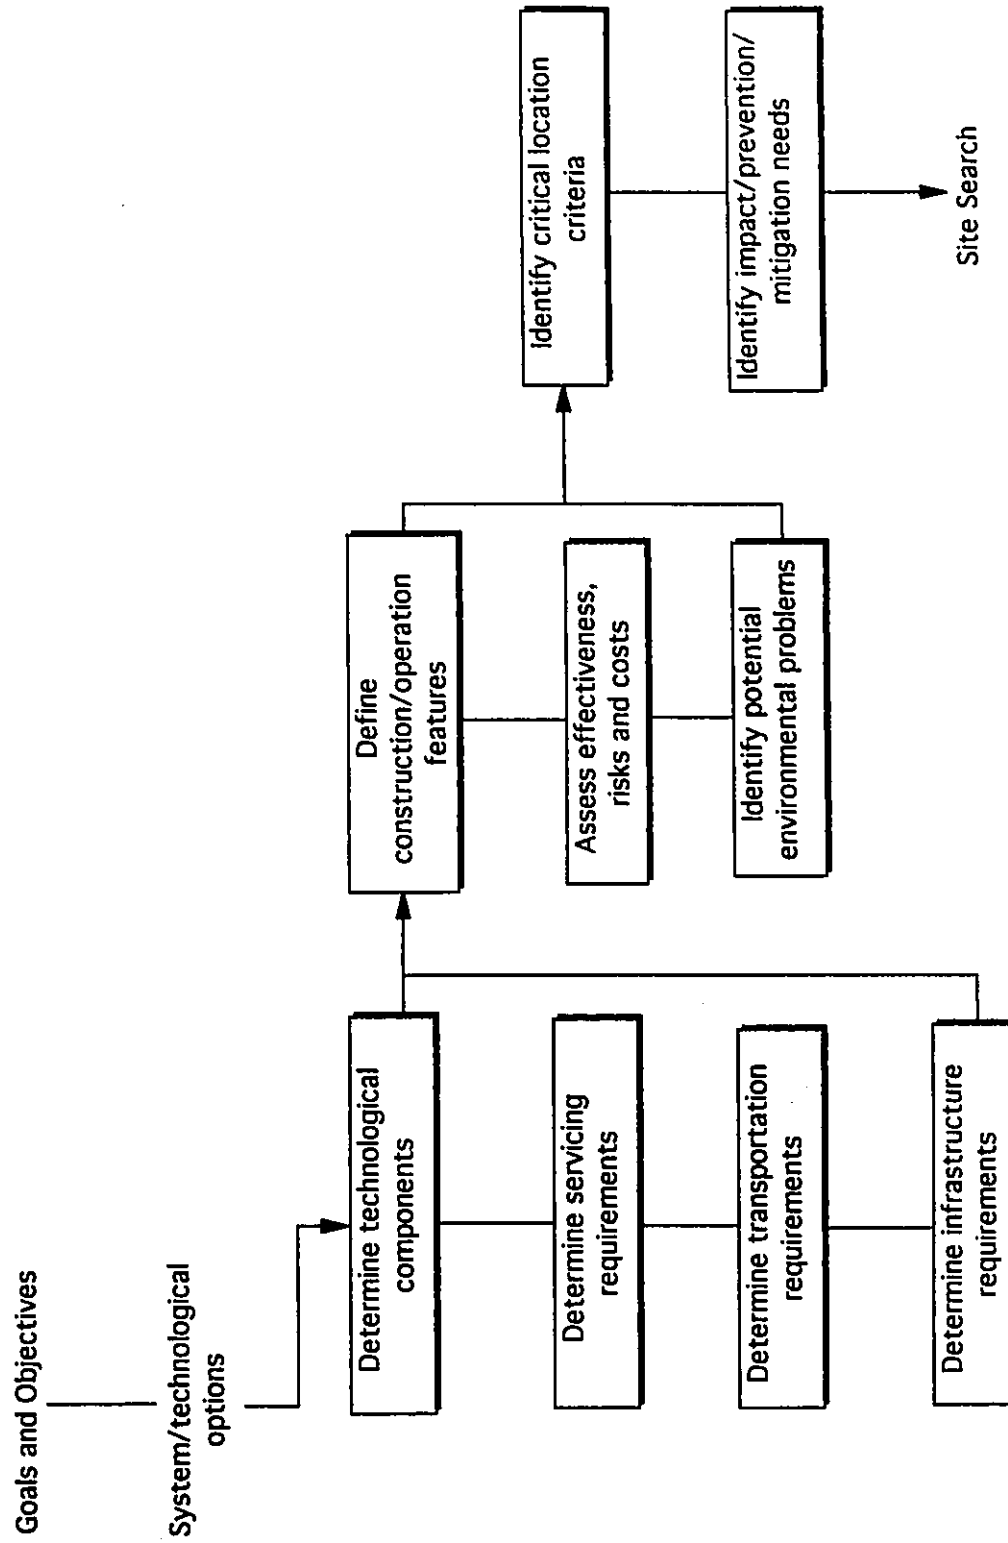 Goals and Objectives
System/technological
options
Determine technological
components
Determine servicing
requirements
Determine transportation
requirements
Determine infrastructure
requirements
Define
construction/operation
features
Assess effectiveness,
risks and costs
Identify potential
environmental problems
Identify critical location
criteria
Identify impact/prevention/
mitigation needs
Site Search